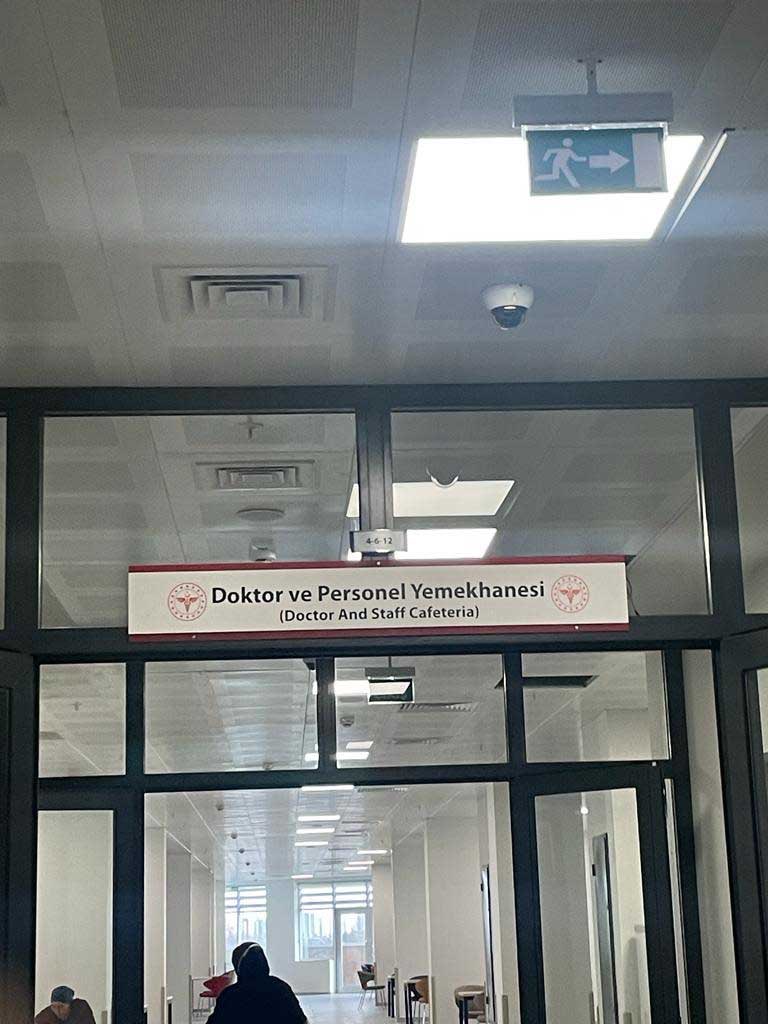 4-6-12
Doktor ve Personel Yemekhanesi
(Doctor And Staff Cafeteria)